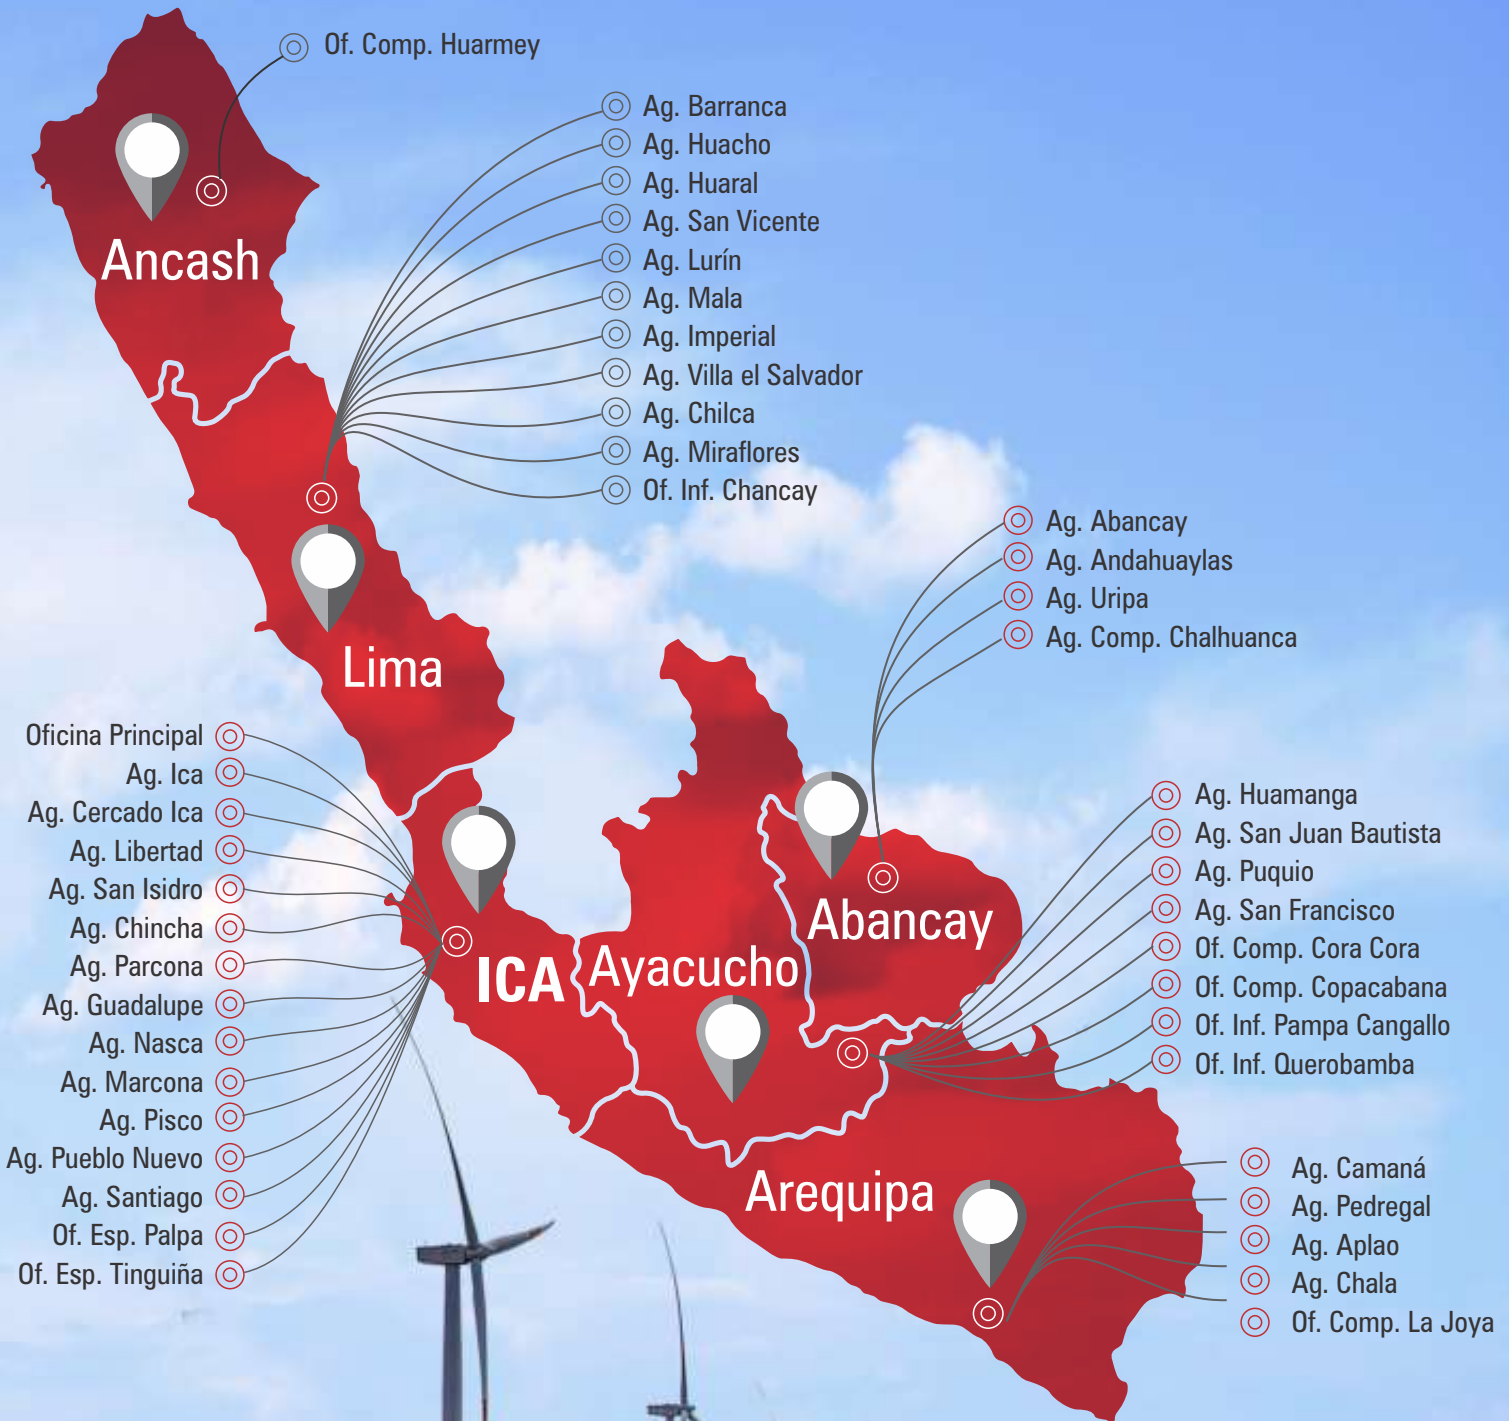 Of. Comp. Huarmey
Ancash
Ag. Barranca
Ag. Huacho
Ag. Huaral
Ag. San Vicente
Ag. Lurín
Ag. Mala
Ag. Imperial
Ag. Villa el Salvador
Ag. Chilca
Ag. Miraflores
Of. Inf. Chancay
Lima
Ag. Abancay
Ag. Andahuaylas
Ag. Uripa
Ag. Comp. Chalhuanca
Abancay
Oficina Principal
Ag. Ica
Ag. Cercado Ica
Ag. Libertad
Ag. San Isidro
Ag. Chincha
Ag. Parcona
Ag. Guadalupe
Ag. Nasca
Ag. Marcona
Ag. Pisco
Ag. Pueblo Nuevo
Ag. Santiago
Of. Esp. Palpa
Of. Esp. Tinguiña
ICA
Ayacucho
Ag. Huamanga
Ag. San Juan Bautista
Ag. Puquio
Ag. San Francisco
Of. Comp. Cora Cora
Of. Comp. Copacabana
Of. Inf. Pampa Cangallo
Of. Inf. Querobamba
Arequipa
Ag. Camaná
Ag. Pedregal
Ag. Aplao
Ag. Chala
Of. Comp. La Joya